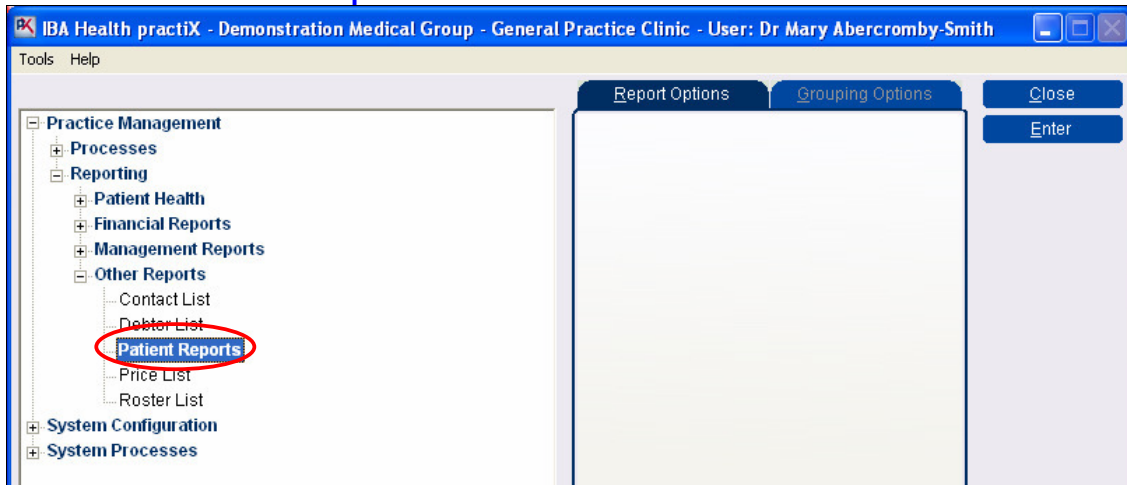 IBA Health practiX - Demonstration Medical Group - General Practice Clinic - User: Dr Mary Abercromby-Smith
Tools Help
Report Options Grouping Options Close
Enter
Practice Management
Processes
Reporting
Patient Health
Financial Reports
Management Reports
Other Reports
Contact List
Debtor List
Patient Reports
Price List
Roster List
System Configuration
System Processes